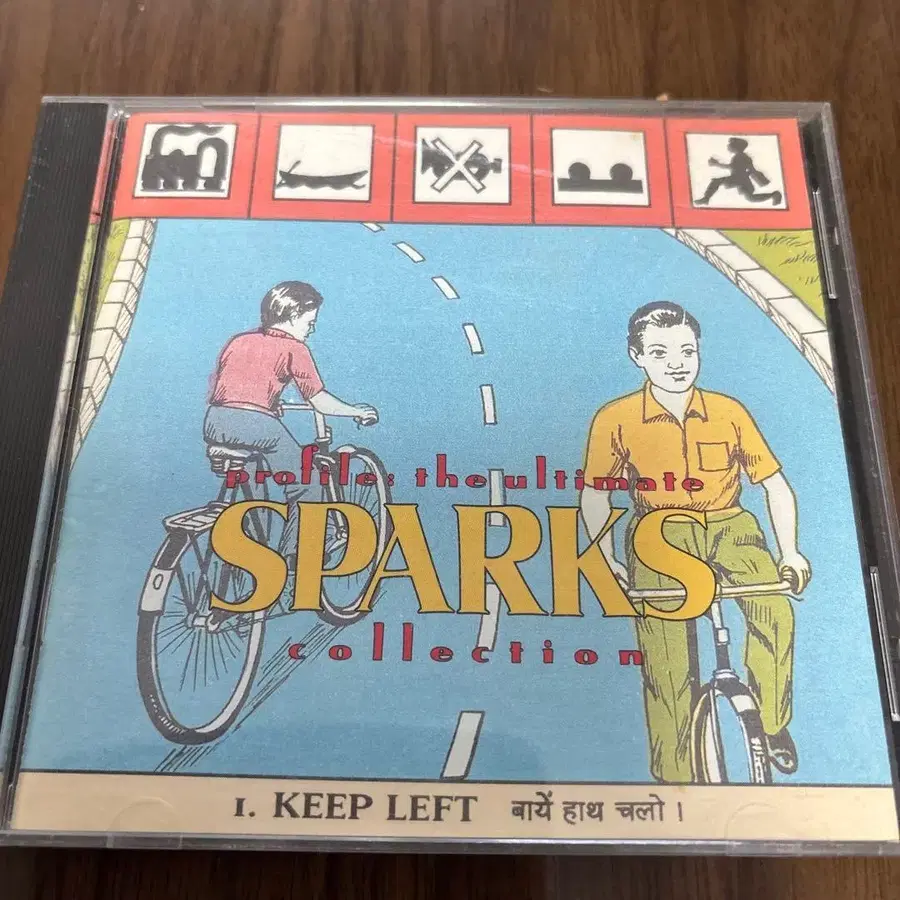 profile: the ultimate
SPARKS
collection
1. KEEP LEFT बायें हाथ चलो।